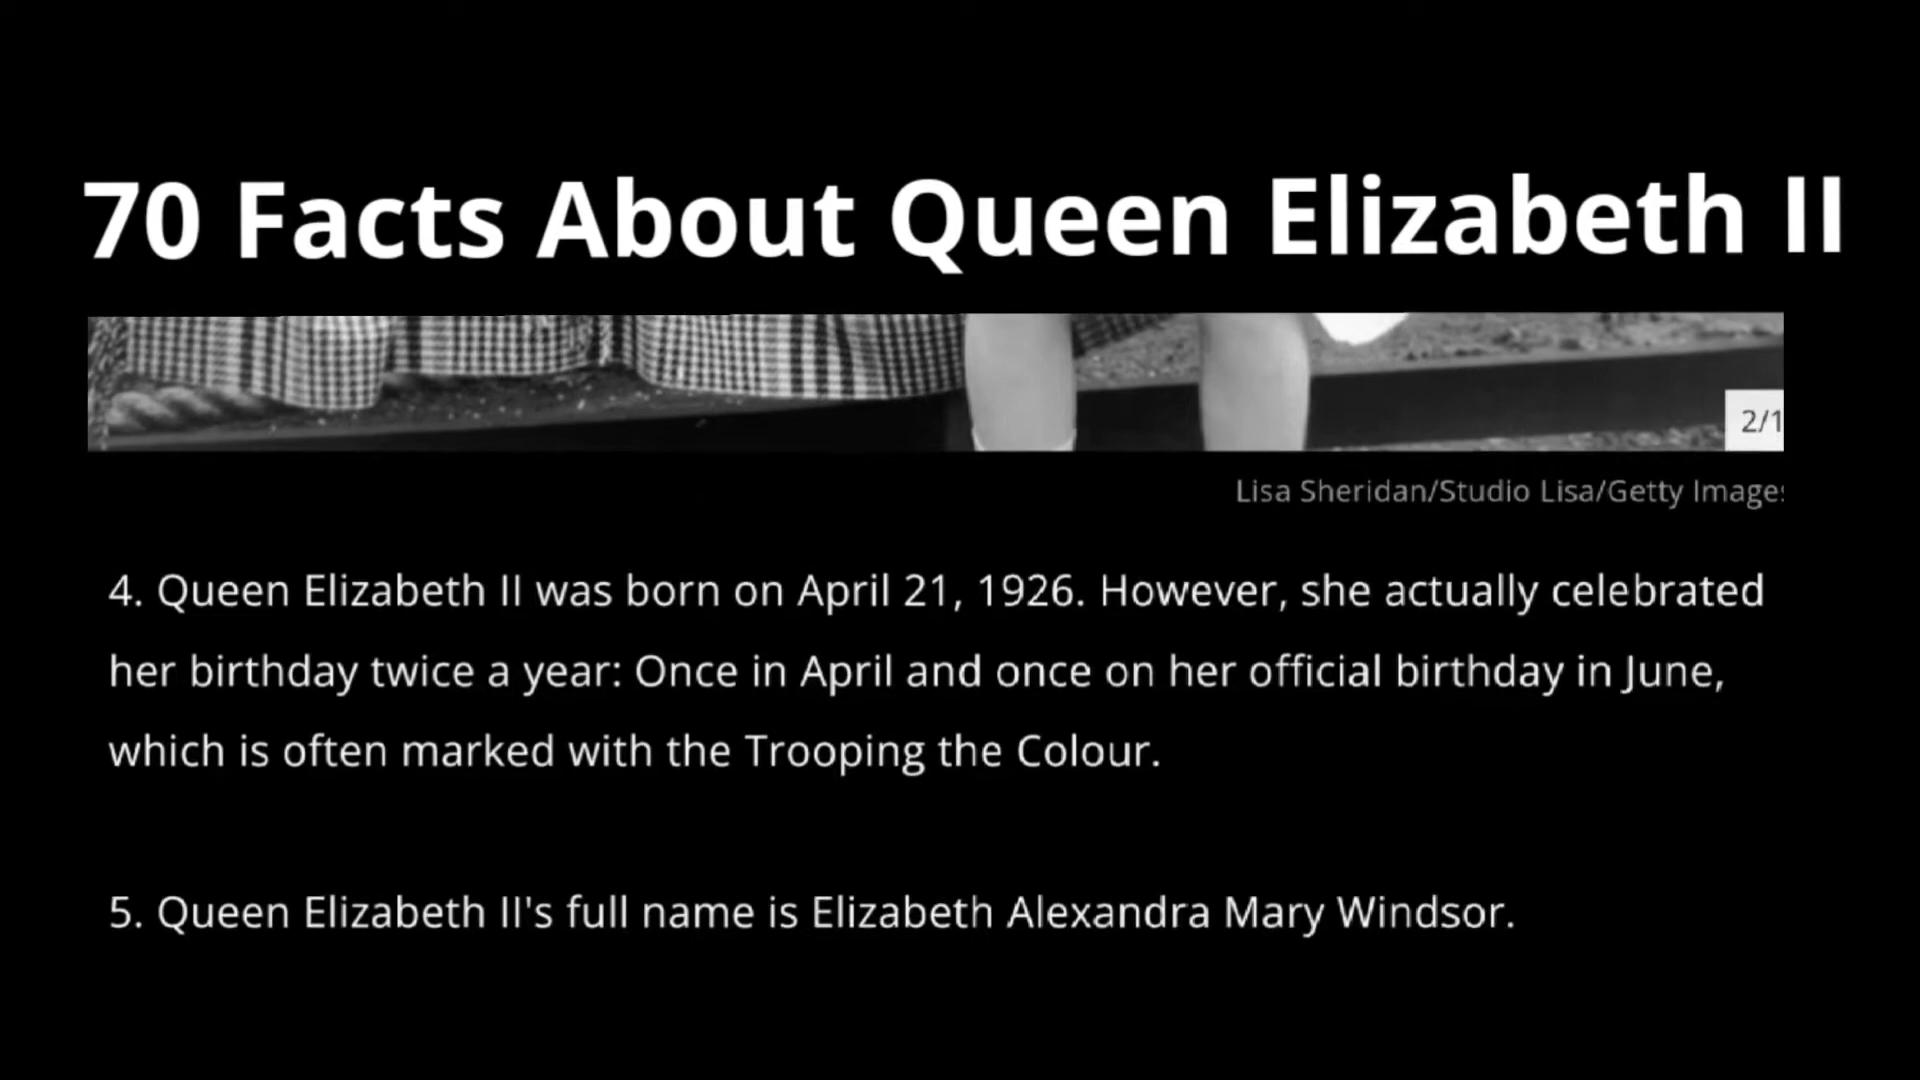 70 Facts About Queen Elizabeth II
2/1
Lisa Sheridan/Studio Lisa/Getty Images
4. Queen Elizabeth II was born on April 21, 1926. However, she actually celebrated
her birthday twice a year: Once in April and once on her official birthday in June,
which is often marked with the Trooping the Colour.
5. Queen Elizabeth II's full name is Elizabeth Alexandra Mary Windsor.